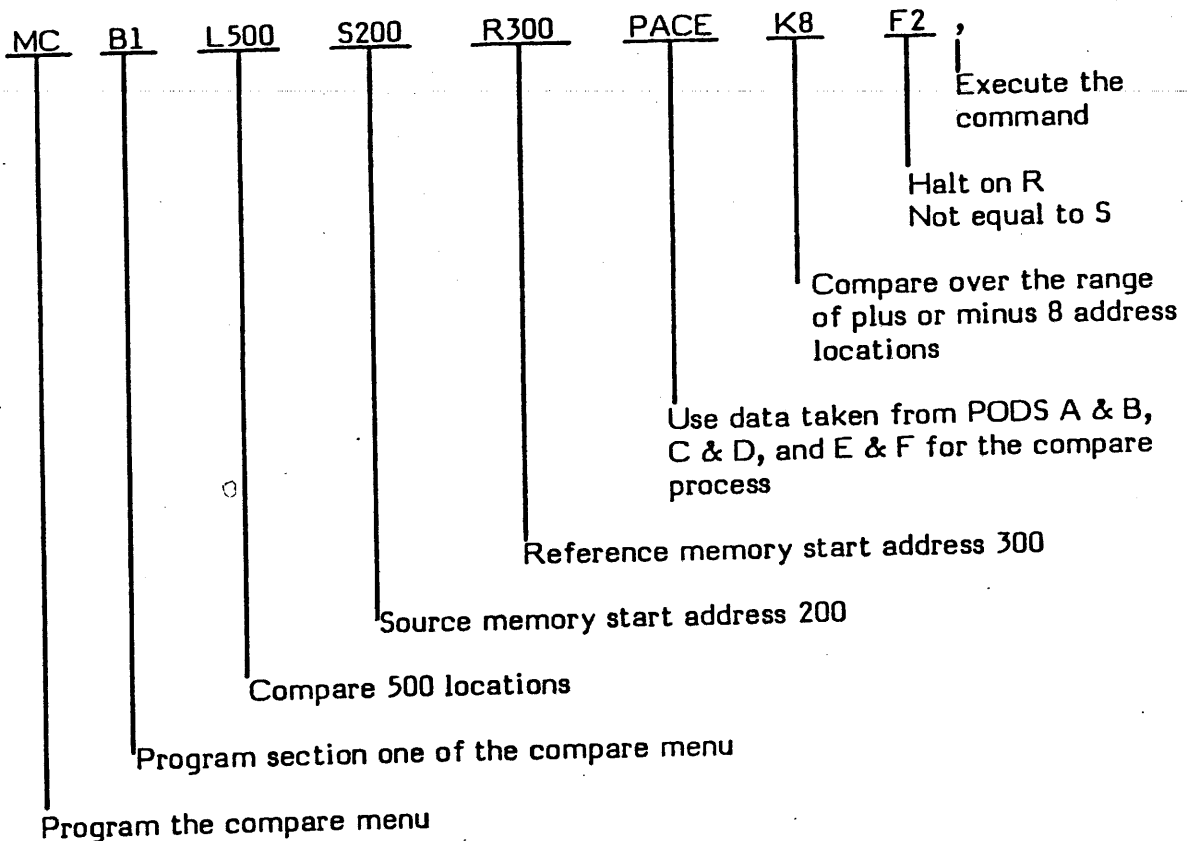 MC B1 L500 S200 R300 PACE K8 F2 ,
Execute the
command
Halt on R
Not equal to S
Compare over the range
of plus or minus 8 address
locations
Use data taken from PODS A & B,
C & D, and E & F for the compare
process
Reference memory start address 300
Source memory start address 200
Compare 500 locations
Program section one of the compare menu
Program the compare menu